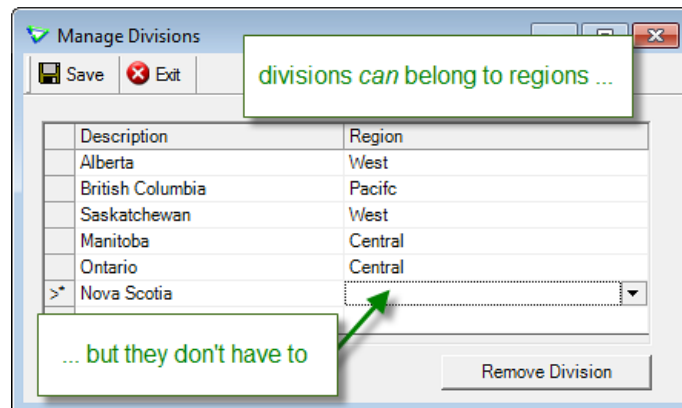 Manage Divisions
divisions can belong to regions ...
Save Exit
Description Region
Alberta West
British Columbia Pacifc
Saskatchewan West
Manitoba Central
Ontario Central
>* Nova Scotia
... but they don't have to
Remove Division